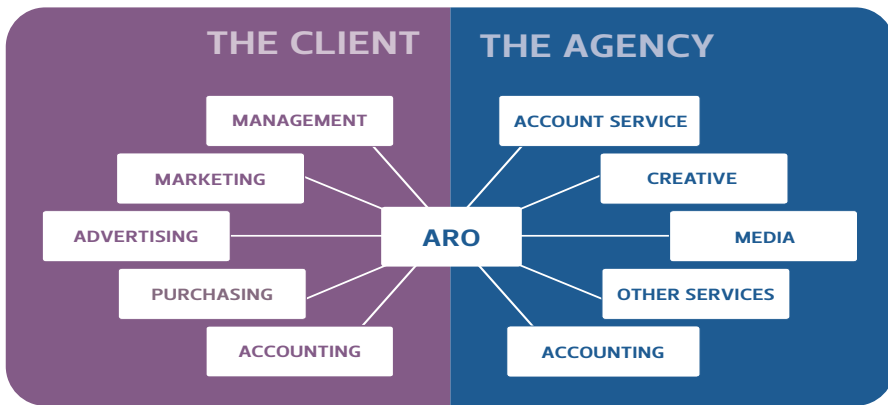 THE CLIENT
THE AGENCY
MANAGEMENT
MARKETING
ADVERTISING
PURCHASING
ACCOUNTING
ARO
ACCOUNT SERVICE
CREATIVE
MEDIA
OTHER SERVICES
ACCOUNTING